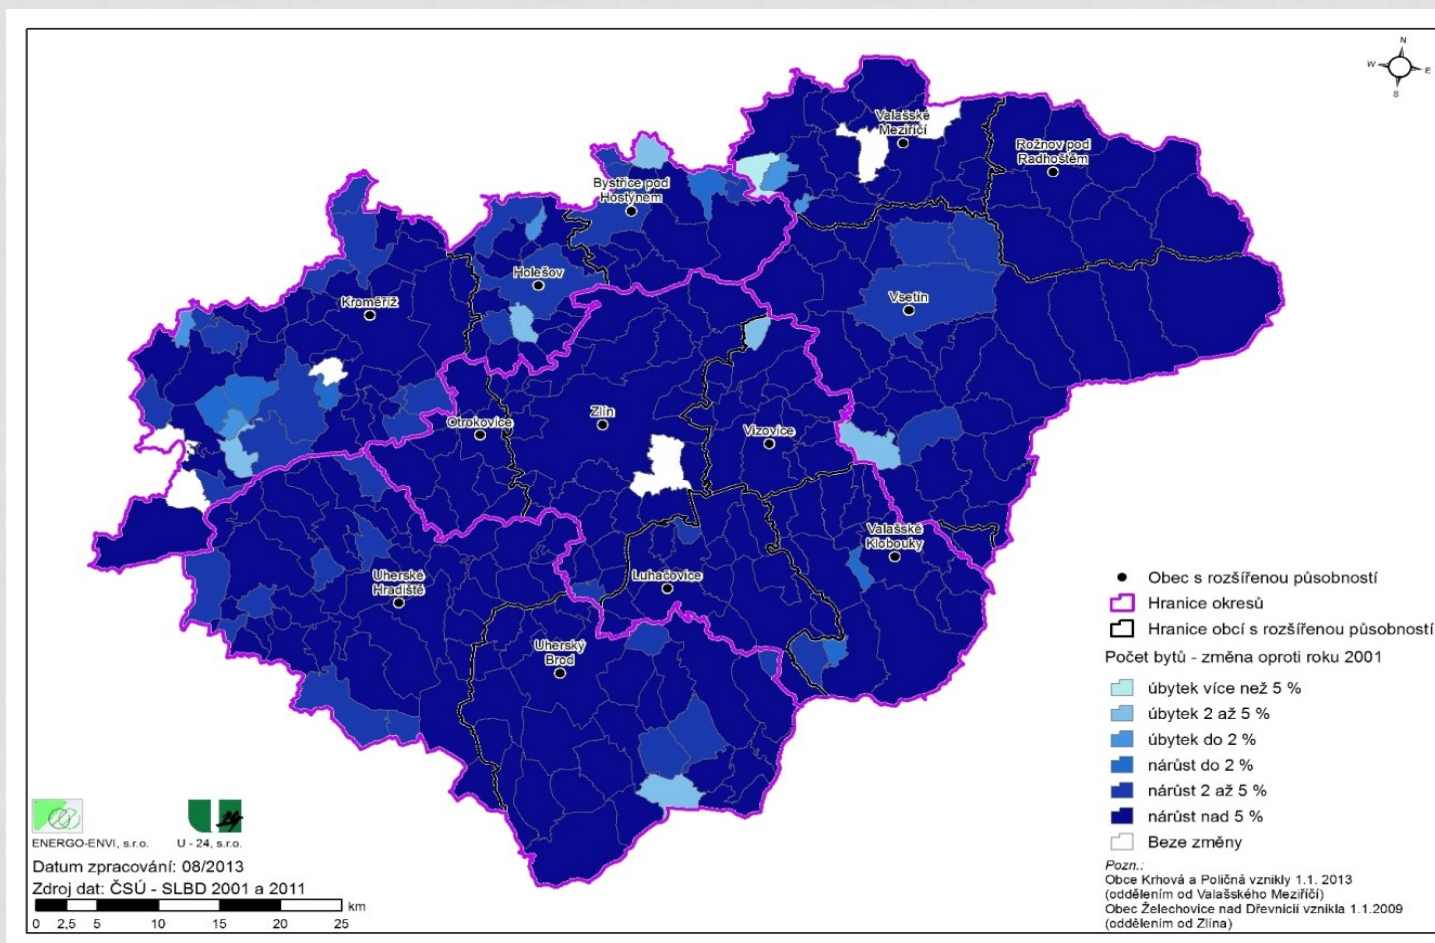 N
W
E
S
Valašské
Meziříčí
Rožnov pod
Radhoštěm
Bystřice pod
Hostýnem
Holešov
Kroměříž
Vsetín
Otrokovice
Zlín
Vizovice
Valašské
Klobouky
Uherské
Hradiště
Luhačovice
Uherský
Brod
Obec s rozšířenou působností
Hranice okresů
Hranice obcí s rozšířenou působností
Počet bytů - změna oproti roku 2001
úbytek více než 5 %
úbytek 2 až 5 %
úbytek do 2 %
nárůst do 2 %
nárůst 2 až 5 %
nárůst nad 5 %
Beze změny
Pozn.:
Obce Krhová a Poličná vznikly 1.1. 2013
(oddělením od Valašského Meziříčí)
Obec Želechovice nad Dřevnicií vznikla 1.1.2009
(oddělením od Zlína)
ENERGO-ENVI, s.r.o.
U - 24, s.r.o.
Datum zpracování: 08/2013
Zdroj dat: ČSÚ - SLBD 2001 a 2011
km
0 2,5 5 10 15 20 25